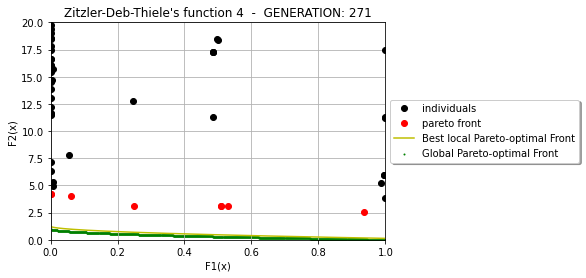 Zitzler-Deb-Thiele's function 4 - GENERATION: 271
20.0
17.5
15.0
12.5
10.0
7.5
5.0
2.5
0.0
F2(x)
0.0 0.2 0.4 0.6 0.8 1.0
F1(x)
individuals
pareto front
Best local Pareto-optimal Front
Global Pareto-optimal Front